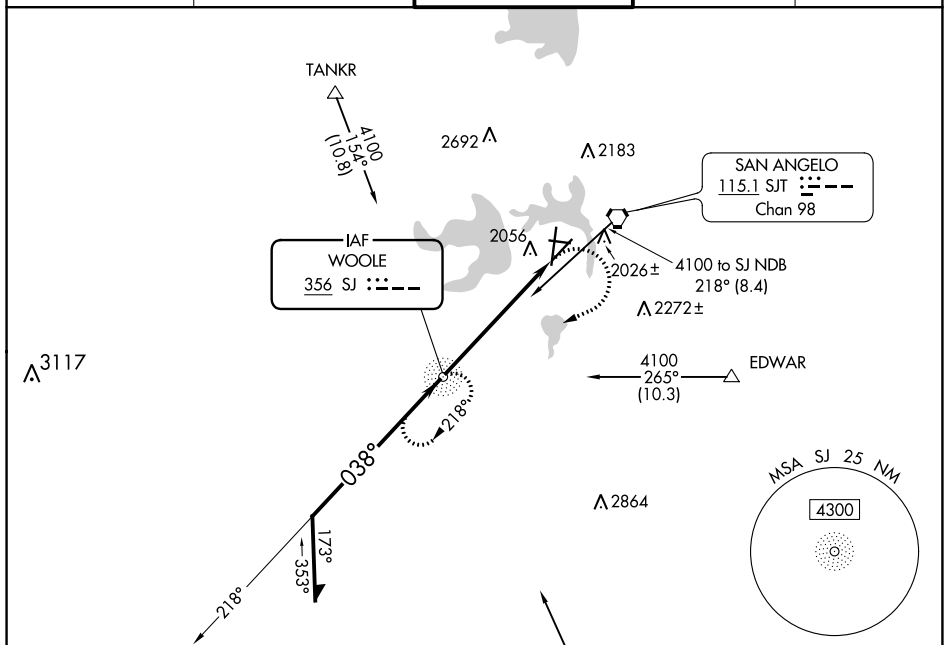 TANKR
4100
154°
(10.8)
2692
2183
SAN ANGELO
115.1 SJT
Chan 98
IAF
WOOLE
356 SJ
2056
2026±
4100 to SJ NDB
218° (8.4)
2272±
3117
4100
265°
(10.3)
EDWAR
218°
038°
2864
MSA SJ 25 NM
4300
173°
353°
218°